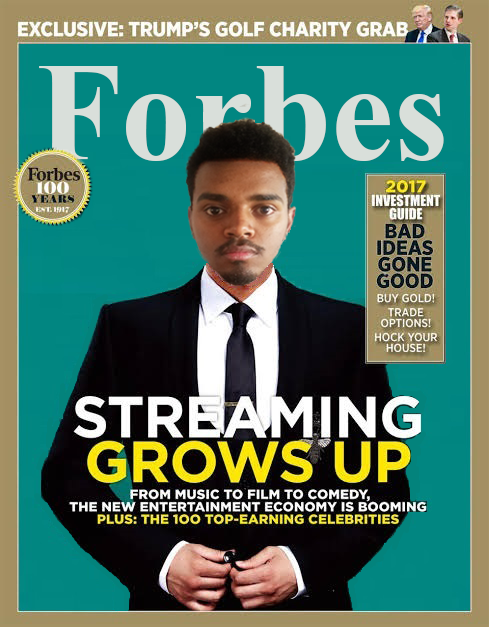 EXCLUSIVE: TRUMP'S GOLF CHARITY GRAB
Forbes
Forbes
100
YEARS
EST. 1917
2017
INVESTMENT
GUIDE
BAD
IDEAS
GONE
GOOD
BUY GOLD!
TRADE
OPTIONS!
HOCK YOUR
HOUSE!
STREAMING
GROWS UP
FROM MUSIC TO FILM TO COMEDY,
THE NEW ENTERTAINMENT ECONOMY IS BOOMING
PLUS: THE 100 TOP-EARNING CELEBRITIES